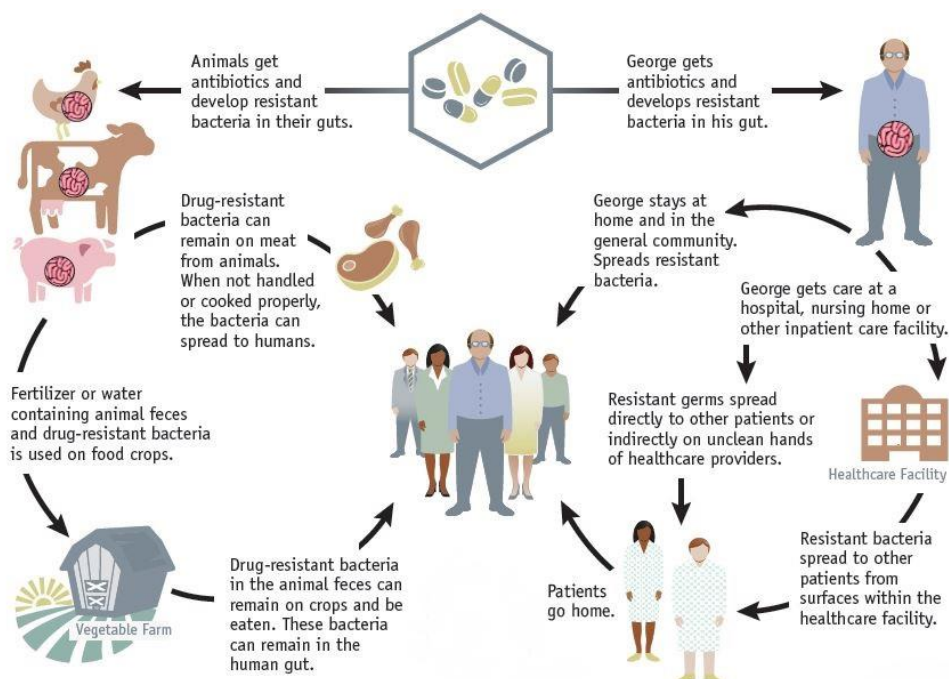 Animals get
antibiotics and
develop resistant
bacteria in their guts.
George gets
antibiotics and
develops resistant
bacteria in his gut.
Drug-resistant
bacteria can
remain on meat
from animals.
When not handled
or cooked properly,
the bacteria can
spread to humans.
George stays at
home and in the
general community.
Spreads resistant
bacteria.
George gets care at a
hospital, nursing home or
other inpatient care facility.
Fertilizer or water
containing animal feces
and drug-resistant bacteria
is used on food crops.
Resistant germs spread
directly to other patients or
indirectly on unclean hands
of healthcare providers.
Healthcare Facility
Vegetable Farm
Drug-resistant bacteria
in the animal feces can
remain on crops and be
eaten. These bacteria
can remain in the
human gut.
Patients
go home.
Resistant bacteria
spread to other
patients from
surfaces within the
healthcare facility.